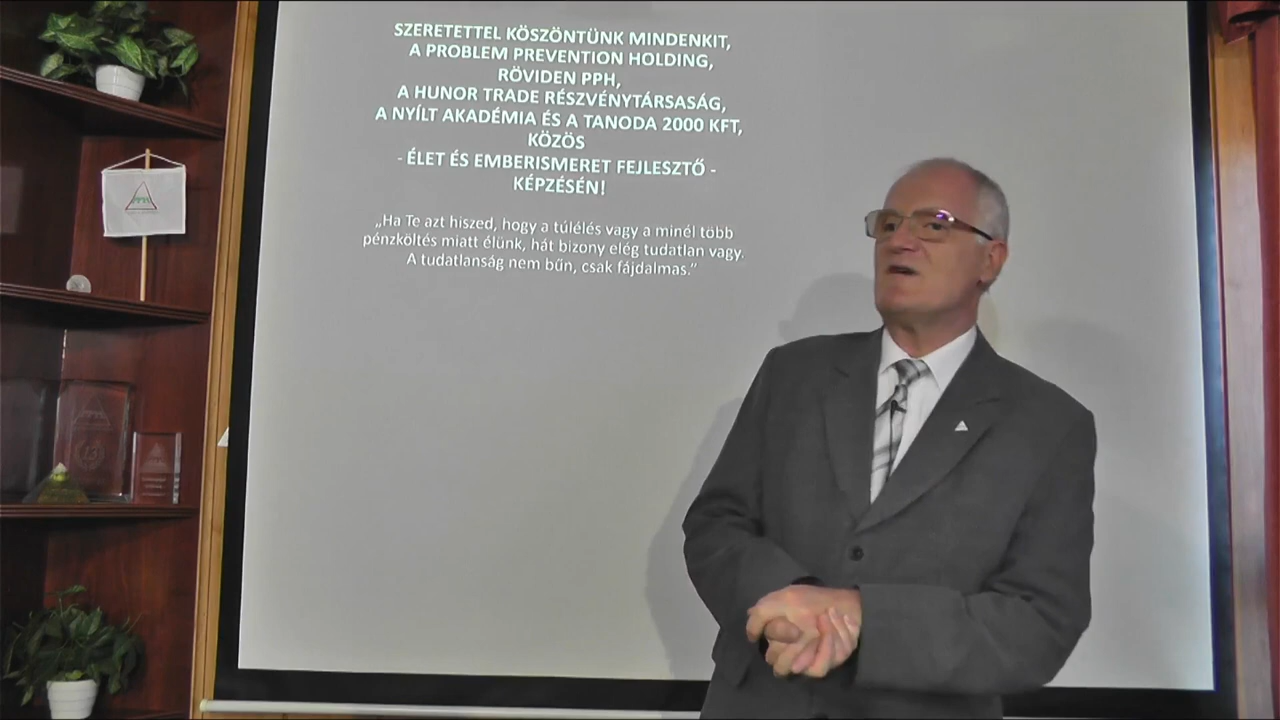 SZERETETTEL KÖSZÖNTÜNK MINDENKIT,
A PROBLEM PREVENTION HOLDING,
RÖVIDEN PPH,
A HUNOR TRADE RÉSZVÉNYTÁRSASÁG,
A NYÍLT AKADÉMIA ÉS A TANODA 2000 KFT,
KÖZÖS
- ÉLET ÉS EMBERISMERET FEJLESZTŐ -
KÉPZÉSÉN!
„Ha Te azt hiszed, hogy a túlélés vagy a minél több
pénzköltés miatt élünk, hát bizony elég tudatlan vagy.
A tudatlanság nem bűn, csak fájdalmas.”
PPH
13